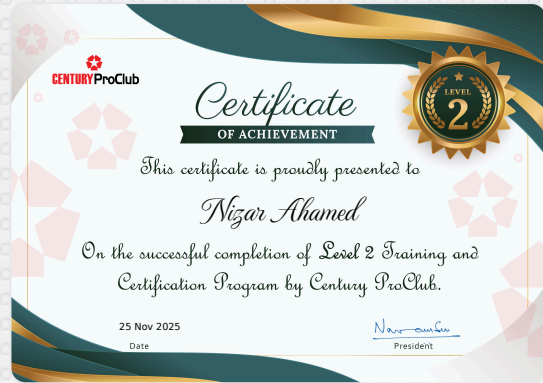 CENTURY ProClub
Certificate
OF ACHIEVEMENT
LEVEL
2
This certificate is proudly presented to
Nizar Ahamed
On the successful completion of Level 2 Training and
Certification Program by Century ProClub.
25 Nov 2025
Date
President